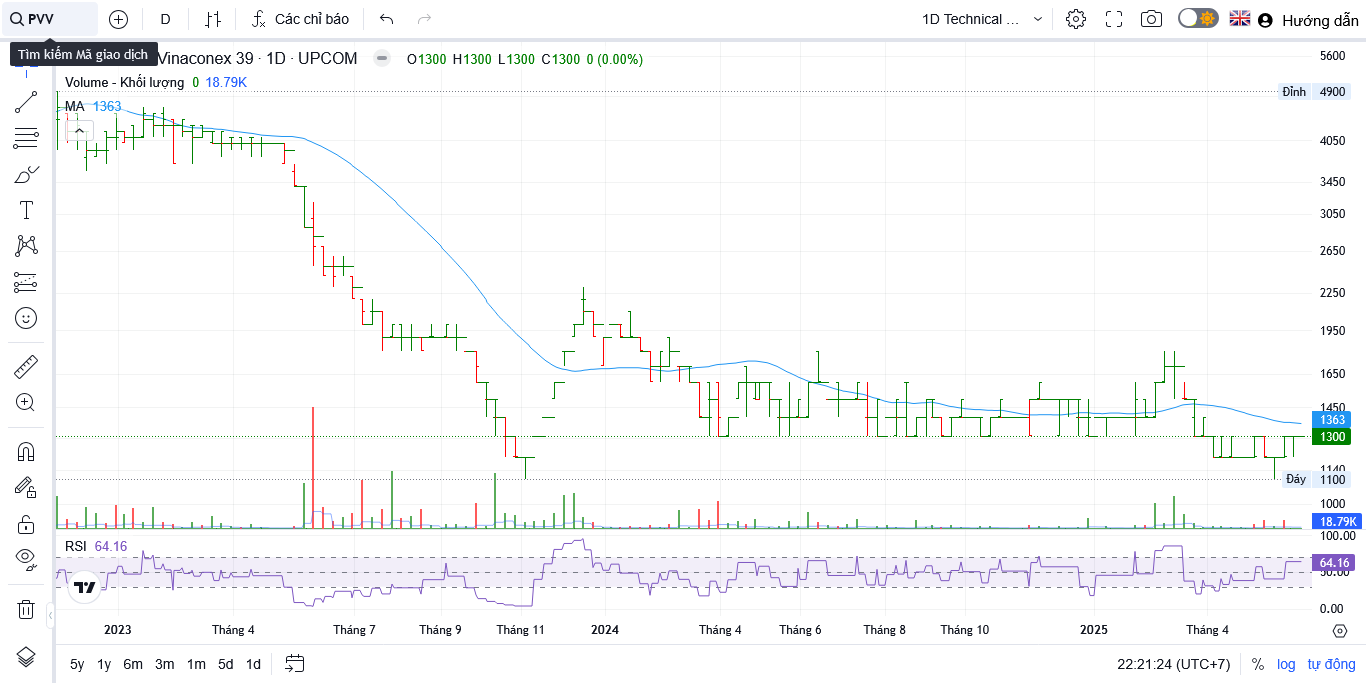 PVV D Các chỉ báo 1D Technical ... Hướng dẫn
Tìm kiếm Mã giao dịch
Vinaconex 39 · 1D · UPCOM O1300 H1300 L1300 C1300 0 (0.00%)
Volume - Khối lượng 0 18.79K
MA 1363
5600
Đỉnh 4900
4050
3450
3050
2650
2250
1950
1650
1450
1363
1300
1140
Đáy 1100
1000
18.79K
RSI 64.16
100.00
64.16
50.00
0.00
2023 Tháng 4 Tháng 7 Tháng 9 Tháng 11 2024 Tháng 4 Tháng 6 Tháng 8 Tháng 10 2025 Tháng 4
5y 1y 6m 3m 1m 5d 1d 22:21:24 (UTC+7) % log tự động